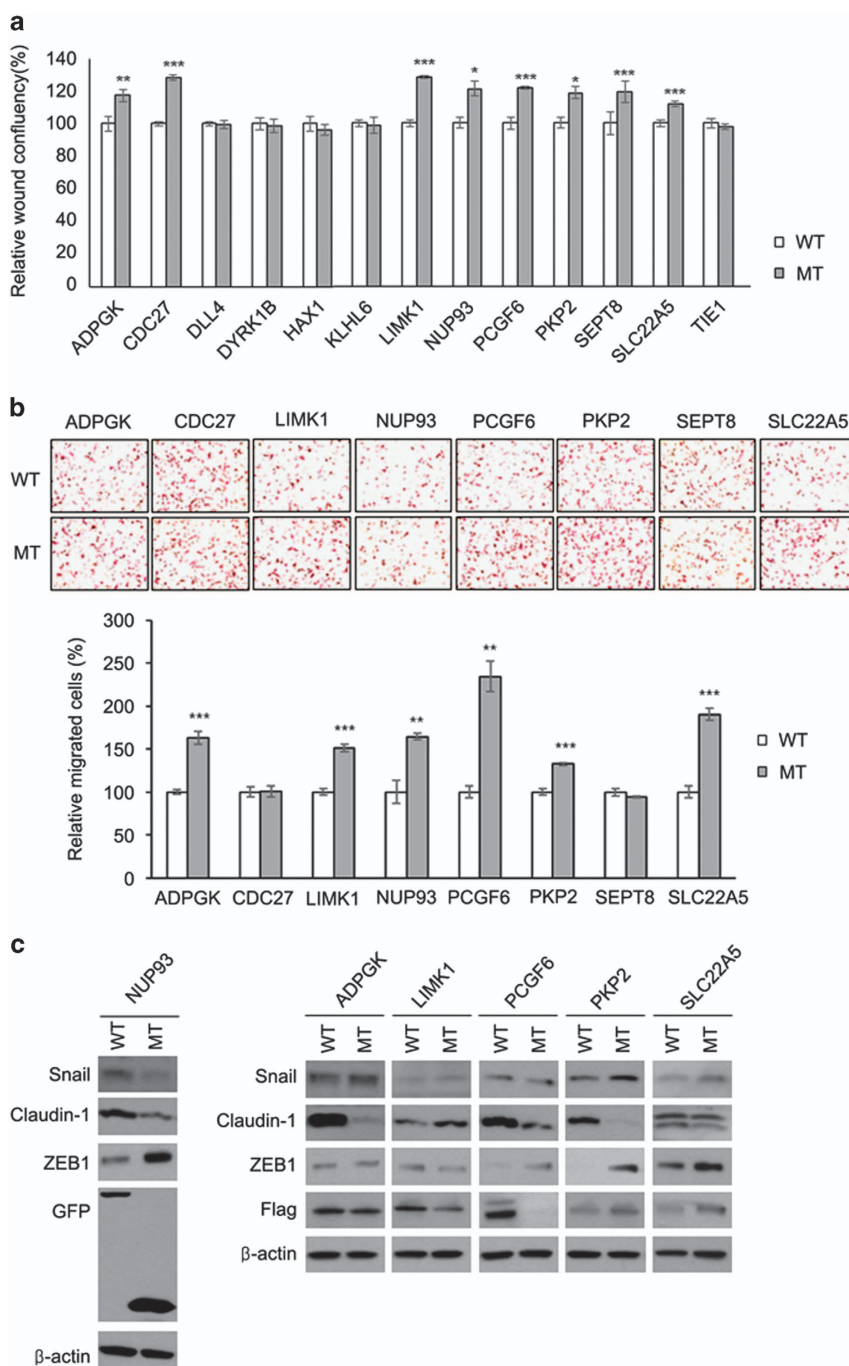 a
Relative wound confluency(%)
140
120
100
80
60
40
20
0
** *** *** * *** * *** ***
WT
MT
ADPGK CDC27 DLL4 DYRK1B HAX1 KLHL6 LIMK1 NUP93 PCGF6 PKP2 SEPT8 SLC22A5 TIE1
b
ADPGK CDC27 LIMK1 NUP93 PCGF6 PKP2 SEPT8 SLC22A5
WT
MT
Relative migrated cells (%)
300
250
200
150
100
50
0
*** *** ** ** *** ***
WT
MT
ADPGK CDC27 LIMK1 NUP93 PCGF6 PKP2 SEPT8 SLC22A5
c
NUP93
WT MT
Snail
Claudin-1
ZEB1
GFP
β-actin
ADPGK LIMK1 PCGF6 PKP2 SLC22A5
WT MT WT MT WT MT WT MT WT MT
Snail
Claudin-1
ZEB1
Flag
β-actin